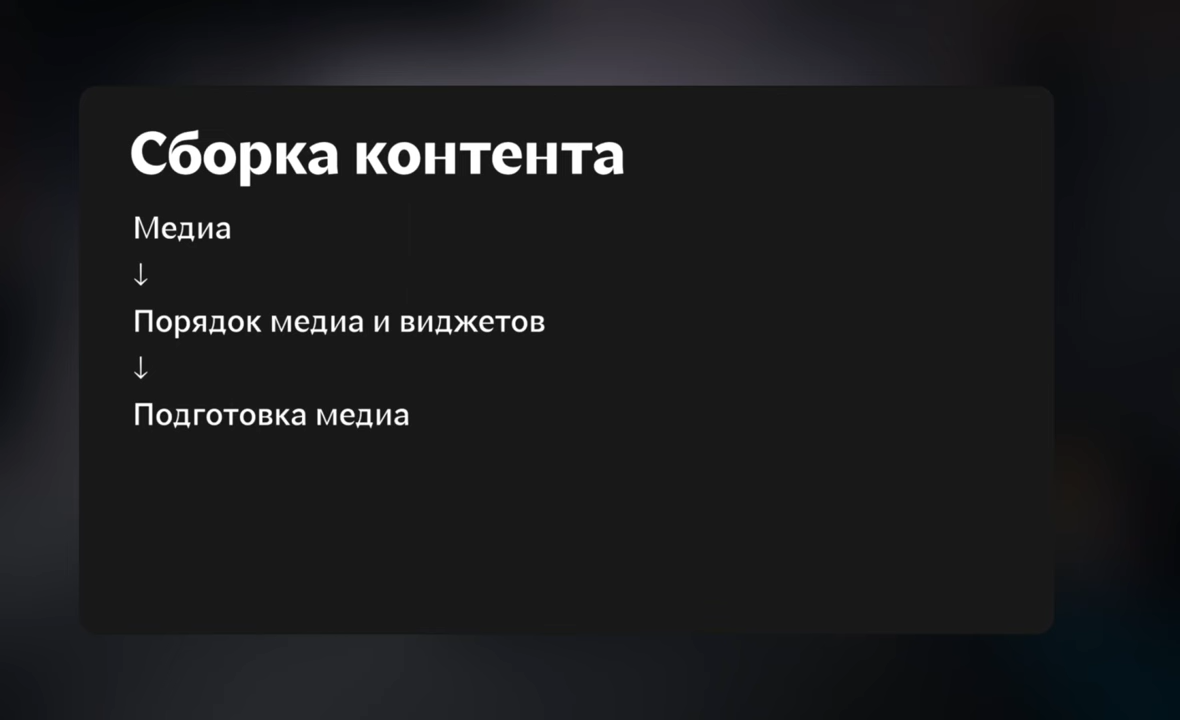 Сборка контента
Медиа
↓
Порядок медиа и виджетов
↓
Подготовка медиа